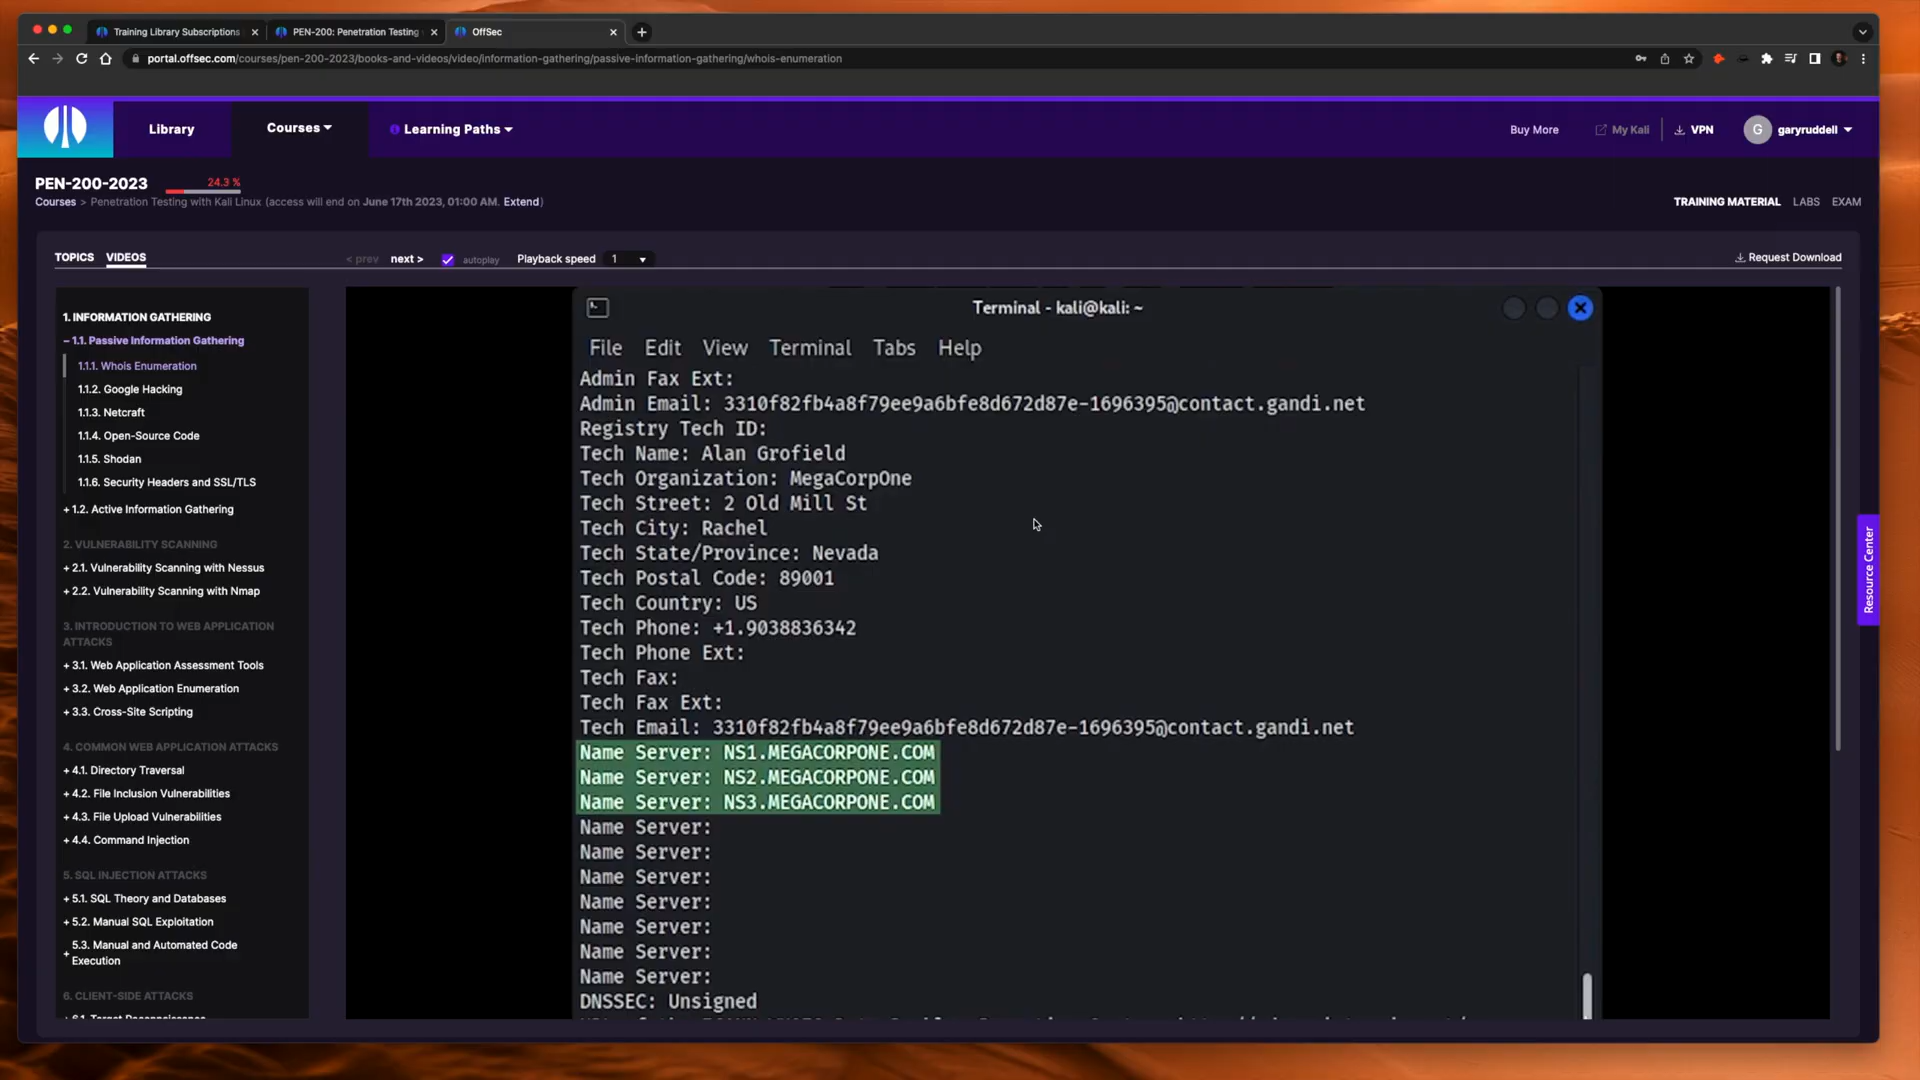 Training Library Subscriptions
PEN-200: Penetration Testing
OffSec
portal.offsec.com/courses/pen-200-2023/books-and-videos/video/information-gathering/passive-information-gathering/whois-enumeration
Library
Courses
Learning Paths
Buy More
My Kali
VPN
G
garyruddell
PEN-200-2023
24.3 %
Courses > Penetration Testing with Kali Linux (access will end on June 17th 2023, 01:00 AM. Extend)
TRAINING MATERIAL
LABS
EXAM
TOPICS
VIDEOS
< prev
next >
autoplay
Playback speed
1
Request Download
1. INFORMATION GATHERING
– 1.1. Passive Information Gathering
1.1.1. Whois Enumeration
1.1.2. Google Hacking
1.1.3. Netcraft
1.1.4. Open-Source Code
1.1.5. Shodan
1.1.6. Security Headers and SSL/TLS
+ 1.2. Active Information Gathering
2. VULNERABILITY SCANNING
+ 2.1. Vulnerability Scanning with Nessus
+ 2.2. Vulnerability Scanning with Nmap
3. INTRODUCTION TO WEB APPLICATION
ATTACKS
+ 3.1. Web Application Assessment Tools
+ 3.2. Web Application Enumeration
+ 3.3. Cross-Site Scripting
4. COMMON WEB APPLICATION ATTACKS
+ 4.1. Directory Traversal
+ 4.2. File Inclusion Vulnerabilities
+ 4.3. File Upload Vulnerabilities
+ 4.4. Command Injection
5. SQL INJECTION ATTACKS
+ 5.1. SQL Theory and Databases
+ 5.2. Manual SQL Exploitation
+ 5.3. Manual and Automated Code
Execution
6. CLIENT-SIDE ATTACKS
Terminal - kali@kali: ~
File Edit View Terminal Tabs Help
Admin Fax Ext:
Admin Email: 3310f82fb4a8f79ee9a6bfe8d672d87e-1696395@contact.gandi.net
Registry Tech ID:
Tech Name: Alan Grofield
Tech Organization: MegaCorpOne
Tech Street: 2 Old Mill St
Tech City: Rachel
Tech State/Province: Nevada
Tech Postal Code: 89001
Tech Country: US
Tech Phone: +1.9038836342
Tech Phone Ext:
Tech Fax:
Tech Fax Ext:
Tech Email: 3310f82fb4a8f79ee9a6bfe8d672d87e-1696395@contact.gandi.net
Name Server: NS1.MEGACORPONE.COM
Name Server: NS2.MEGACORPONE.COM
Name Server: NS3.MEGACORPONE.COM
Name Server:
Name Server:
Name Server:
Name Server:
Name Server:
Name Server:
Name Server:
DNSSEC: Unsigned
Resource Center